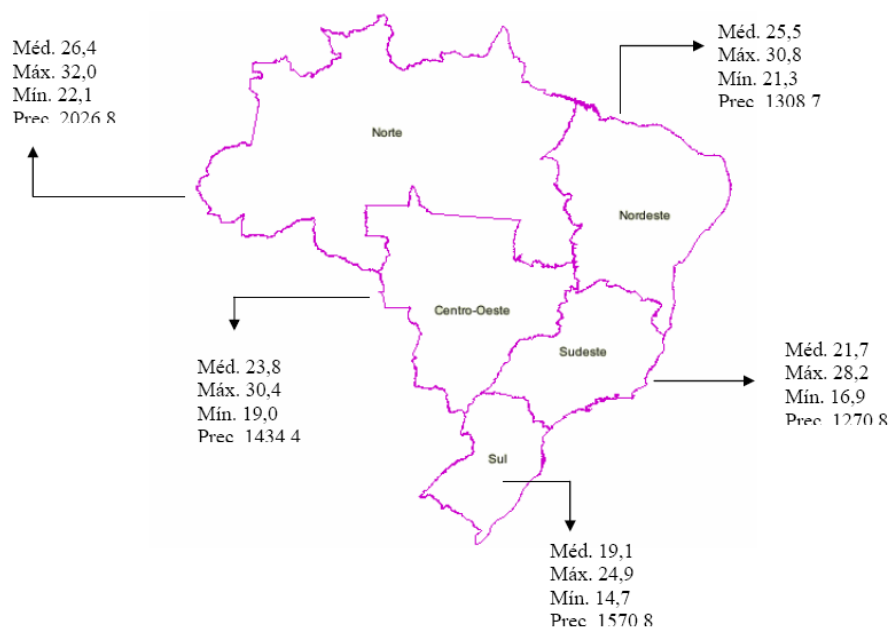 Méd. 26,4
Máx. 32,0
Mín. 22,1
Prec 2026 8
Méd. 25,5
Máx. 30,8
Mín. 21,3
Prec 1308 7
Norte
Nordeste
Centro-Oeste
Sudeste
Méd. 23,8
Máx. 30,4
Mín. 19,0
Prec 1434 4
Méd. 21,7
Máx. 28,2
Mín. 16,9
Prec 1270 8
Sul
Méd. 19,1
Máx. 24,9
Mín. 14,7
Prec 1570 8